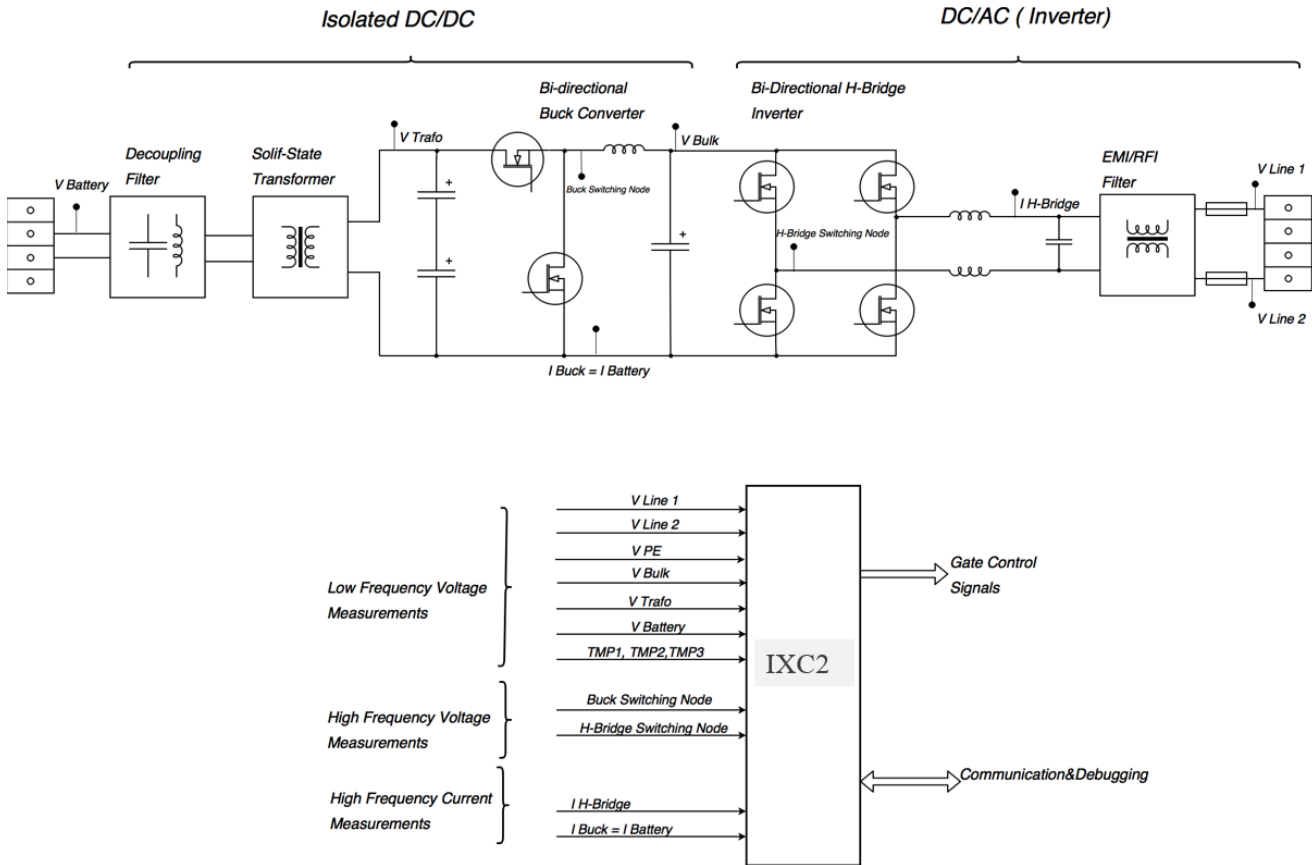 Isolated DC/DC
DC/AC ( Inverter)
Bi-directional
Buck Converter
Bi-Directional H-Bridge
Inverter
V Trafo
V Bulk
Decoupling
Filter
Solif-State
Transformer
EMI/RFI
Filter
V Line 1
V Battery
Buck Switching Node
I H-Bridge
H-Bridge Switching Node
V Line 2
I Buck = I Battery
Low Frequency Voltage
Measurements
V Line 1
V Line 2
V PE
V Bulk
V Trafo
V Battery
TMP1, TMP2,TMP3
High Frequency Voltage
Measurements
Buck Switching Node
H-Bridge Switching Node
High Frequency Current
Measurements
I H-Bridge
I Buck = I Battery
IXC2
Gate Control
Signals
Communication&Debugging